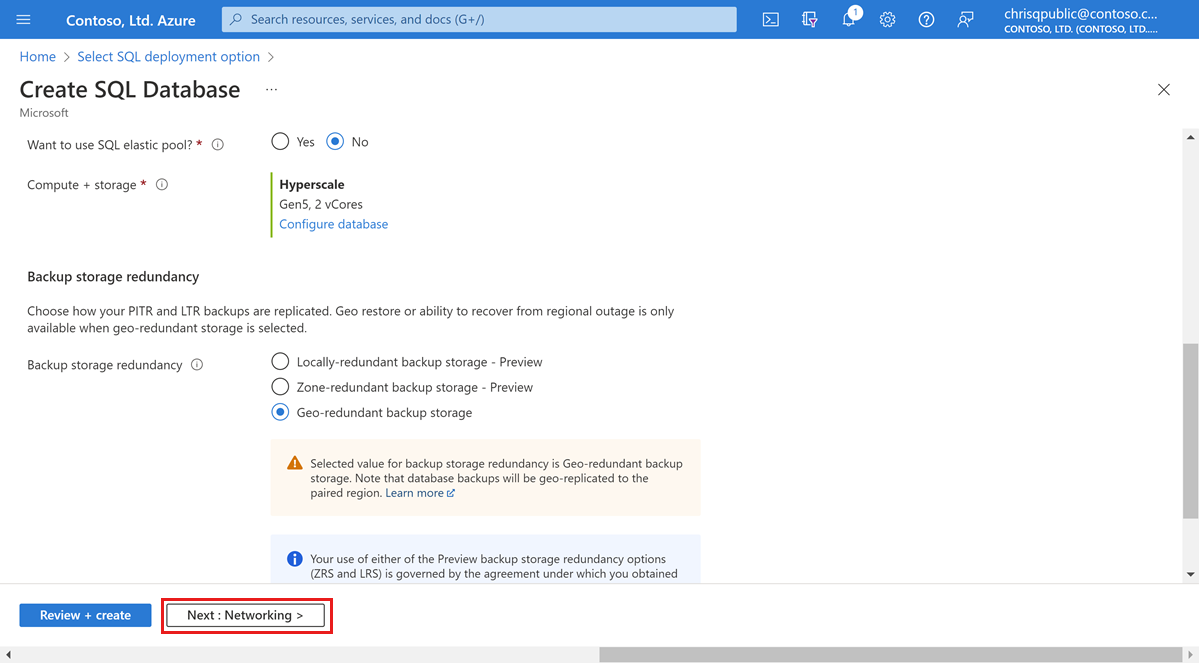 Contoso, Ltd. Azure
Search resources, services, and docs (G+/)
1
chrisqpublic@contoso.c...
CONTOSO, LTD. (CONTOSO, LTD.....
Home > Select SQL deployment option >
Create SQL Database ...
Microsoft
Want to use SQL elastic pool? *
Yes No
Compute + storage *
Hyperscale
Gen5, 2 vCores
Configure database
Backup storage redundancy
Choose how your PITR and LTR backups are replicated. Geo restore or ability to recover from regional outage is only
available when geo-redundant storage is selected.
Backup storage redundancy
Locally-redundant backup storage - Preview
Zone-redundant backup storage - Preview
Geo-redundant backup storage
Selected value for backup storage redundancy is Geo-redundant backup
storage. Note that database backups will be geo-replicated to the
paired region. Learn more
Your use of either of the Preview backup storage redundancy options
(ZRS and LRS) is governed by the agreement under which you obtained
Review + create
Next : Networking >